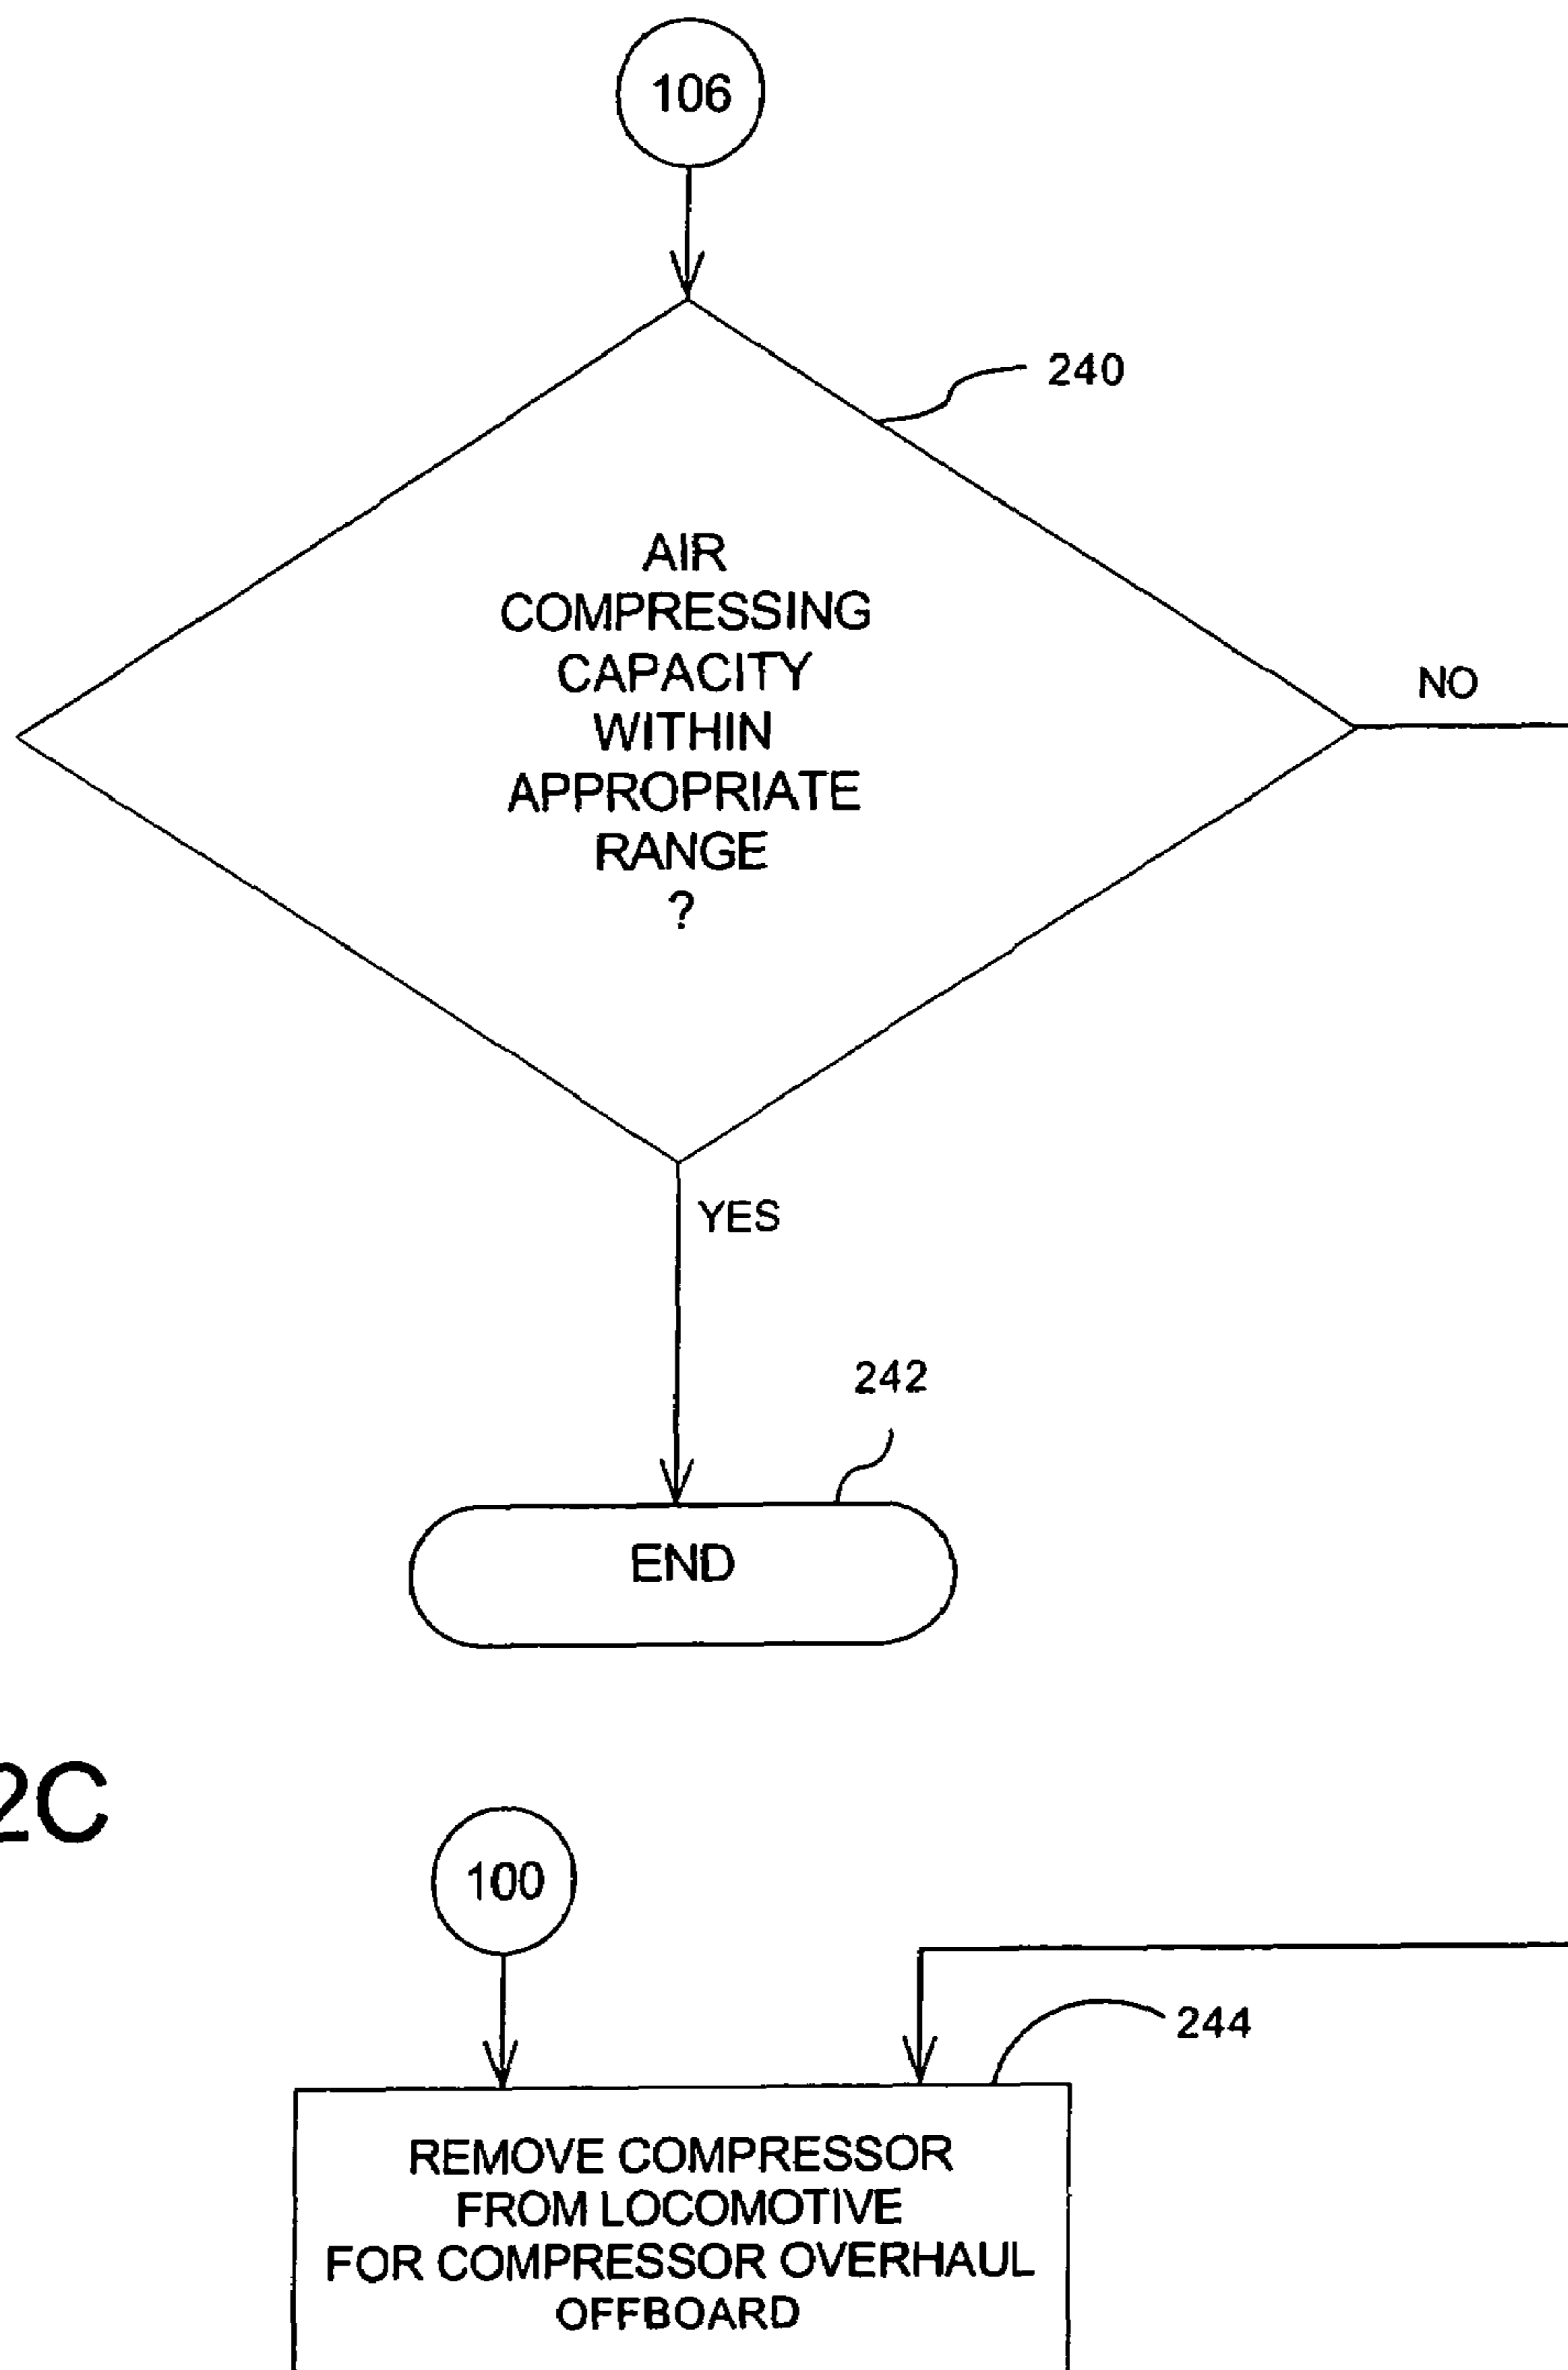 106
240
AIR
COMPRESSING
CAPACITY
WITHIN
APPROPRIATE
RANGE
?
NO
YES
242
END
2C
100
244
REMOVE COMPRESSOR
FROM LOCOMOTIVE
FOR COMPRESSOR OVERHAUL
OFFBOARD